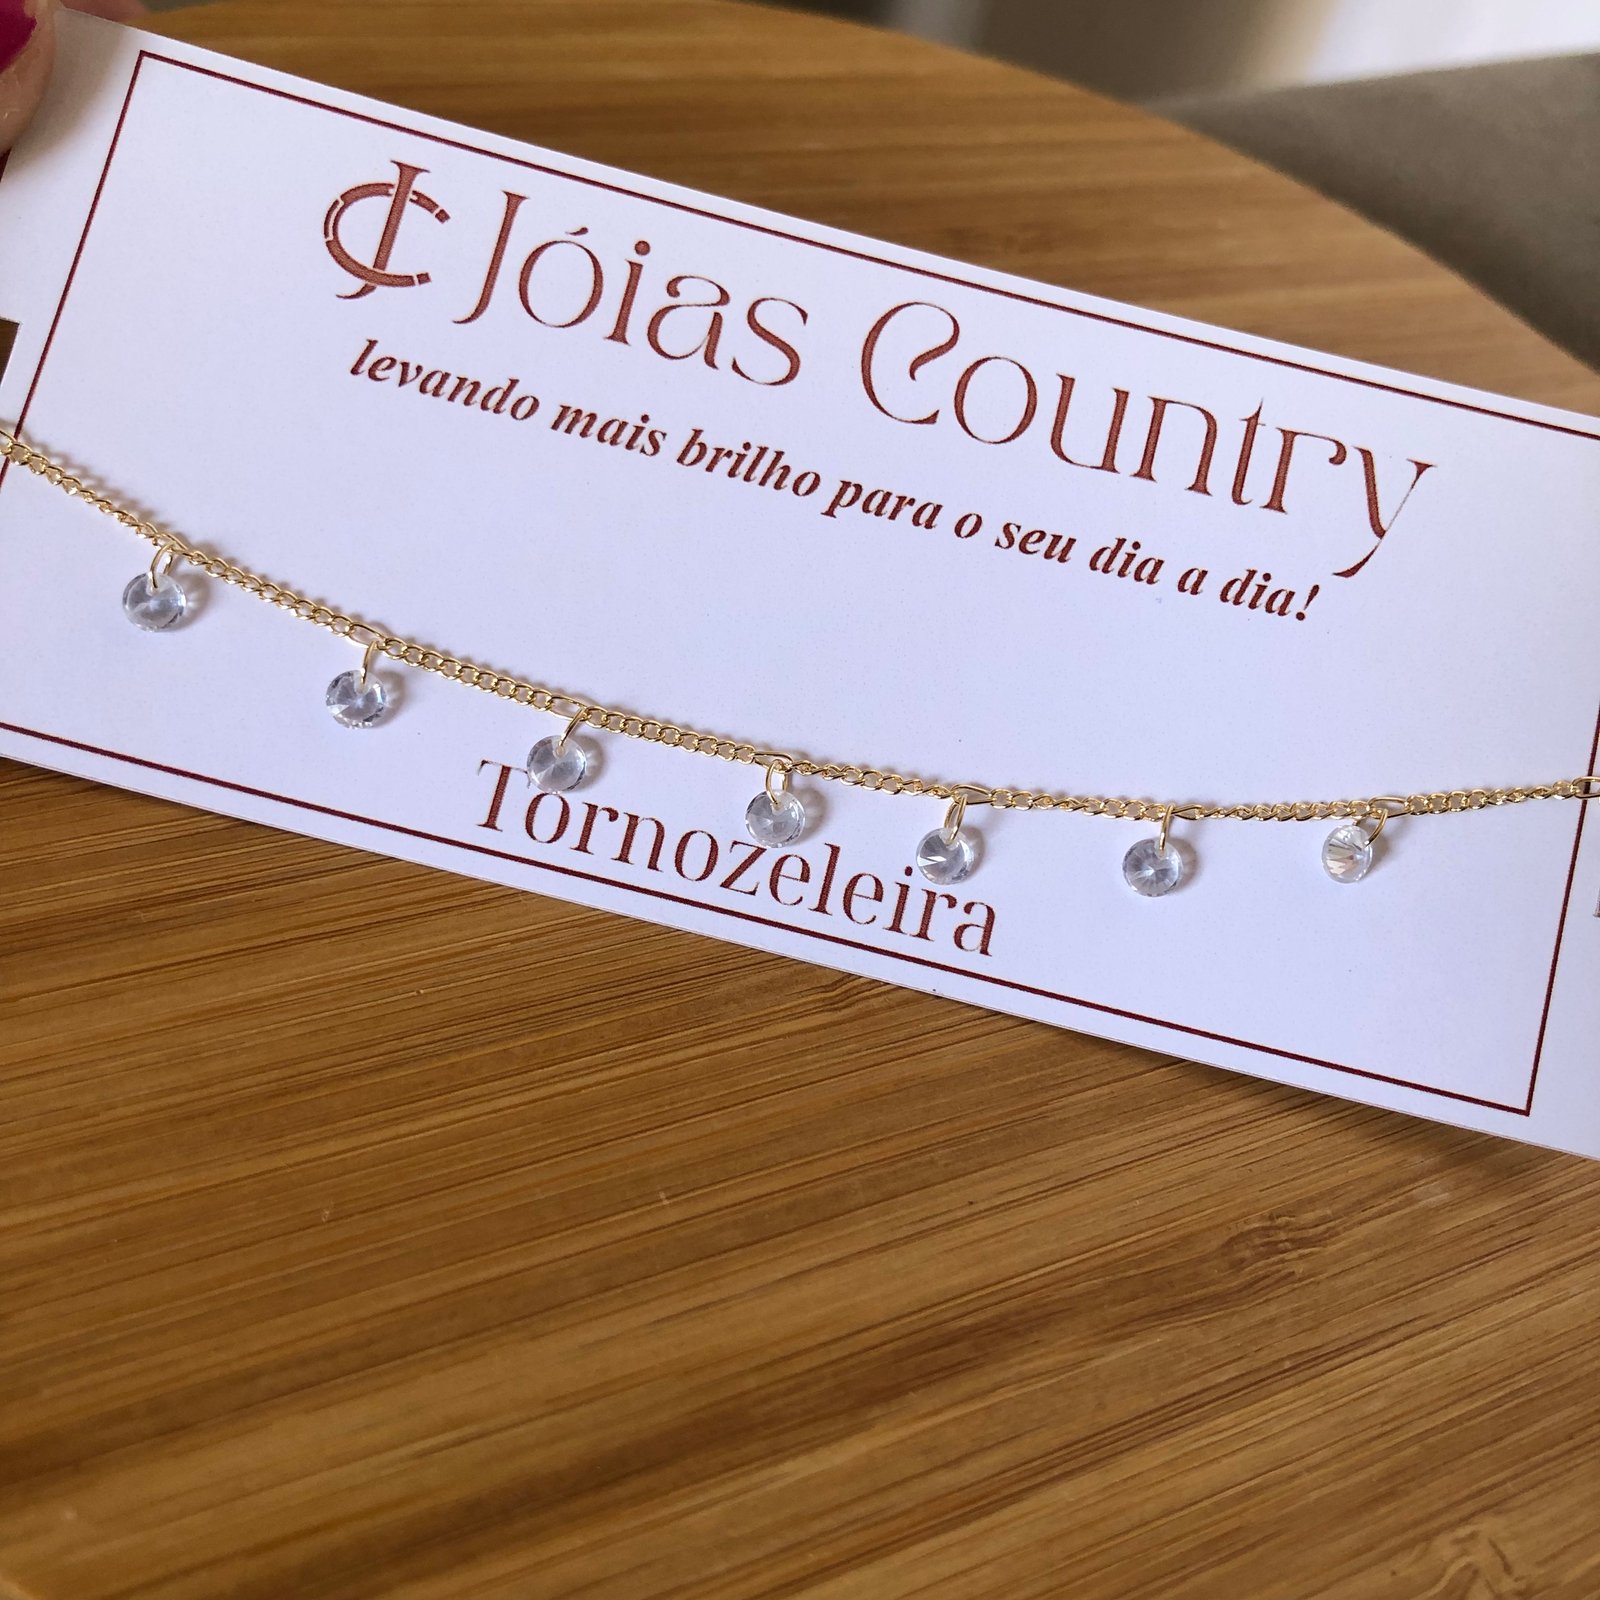 JC Jóias Country
levando mais brilho para o seu dia a dia!
Tornozeleira